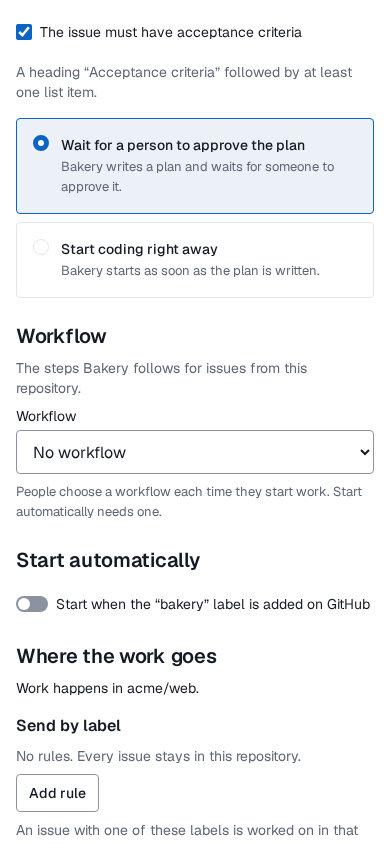 The issue must have acceptance criteria
A heading “Acceptance criteria” followed by at least
one list item.
Wait for a person to approve the plan
Bakery writes a plan and waits for someone to
approve it.
Start coding right away
Bakery starts as soon as the plan is written.
Workflow
The steps Bakery follows for issues from this
repository.
Workflow
No workflow
People choose a workflow each time they start work. Start
automatically needs one.
Start automatically
Start when the “bakery” label is added on GitHub
Where the work goes
Work happens in acme/web.
Send by label
No rules. Every issue stays in this repository.
Add rule
An issue with one of these labels is worked on in that